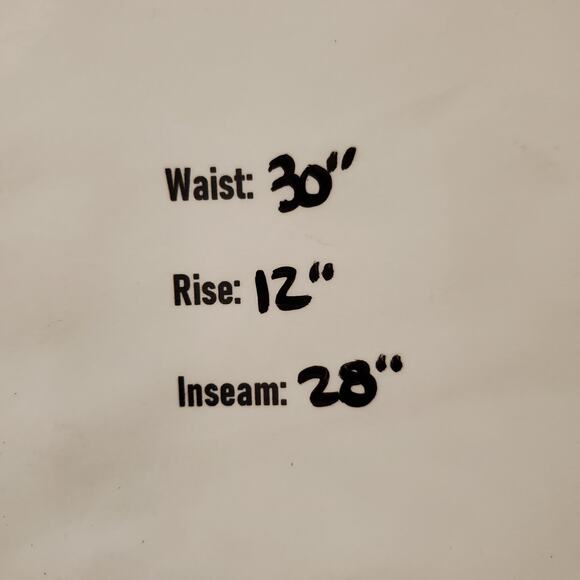 Waist: 30"
Rise: 12"
Inseam: 28"